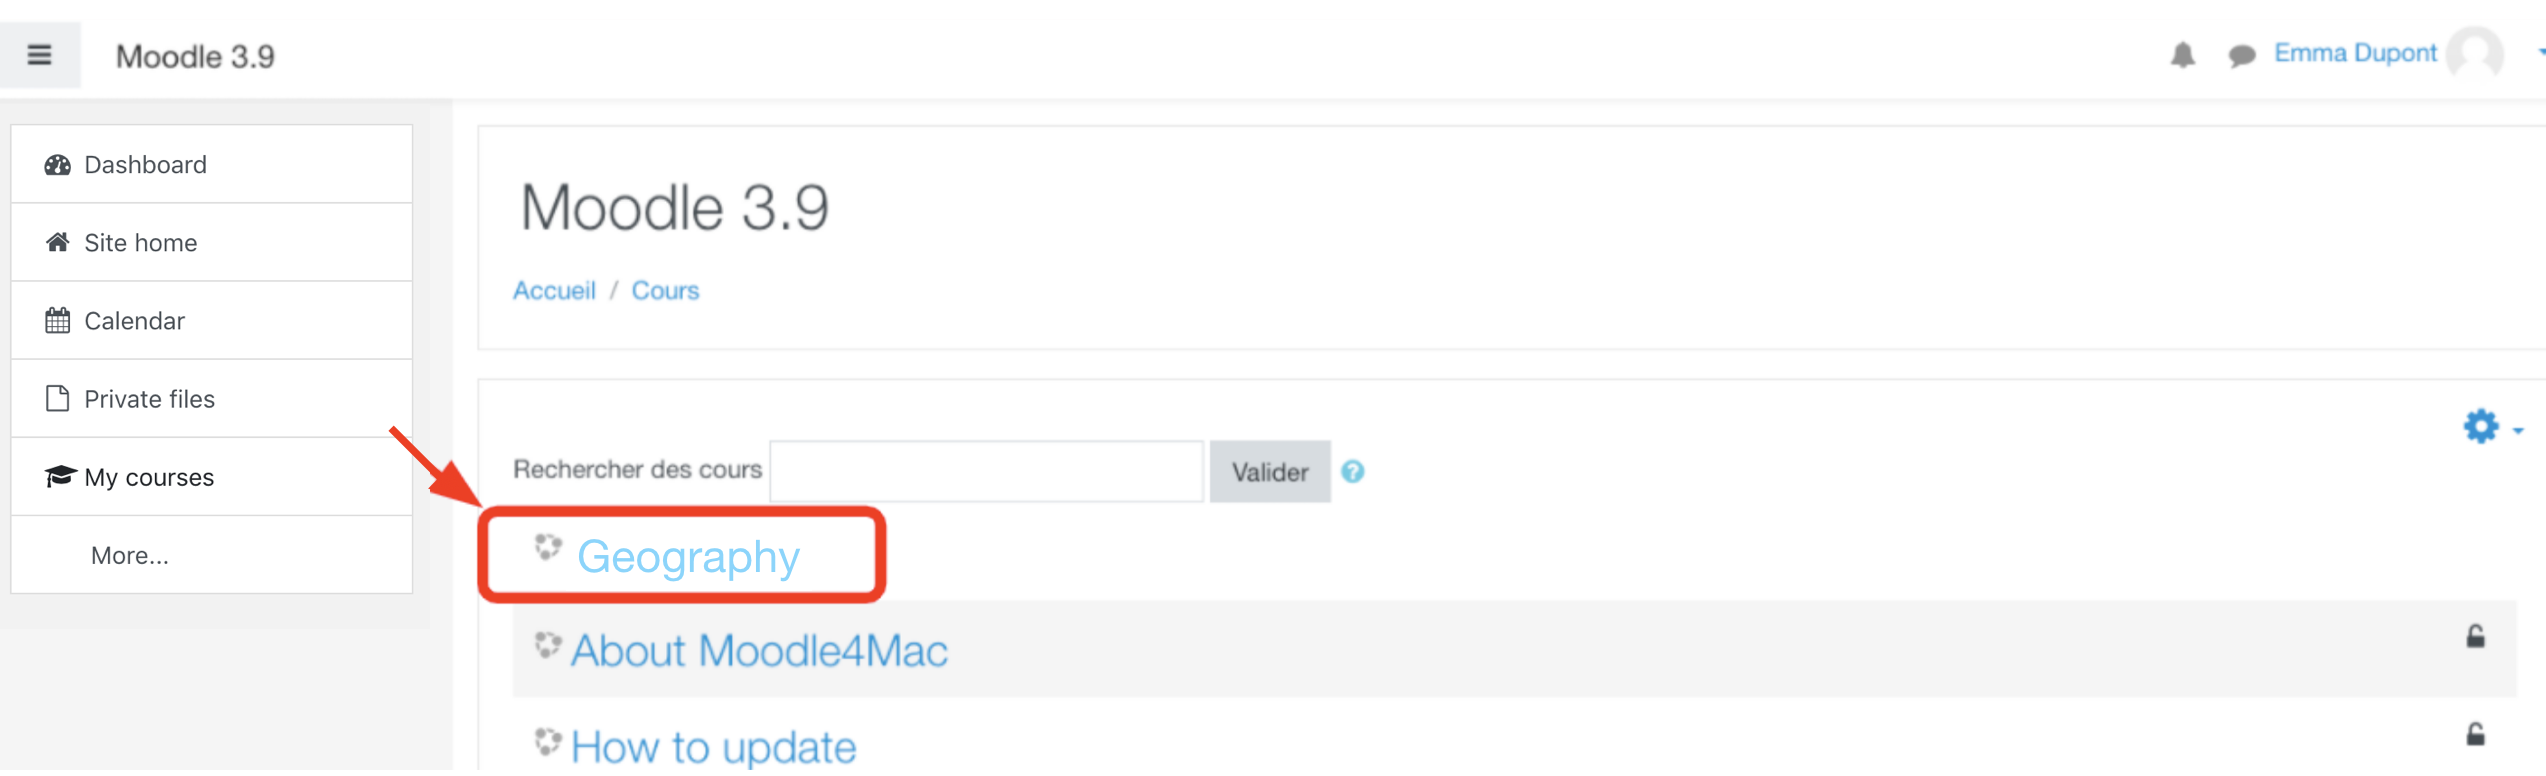 Moodle 3.9
Emma Dupont
Dashboard
Site home
Calendar
Private files
My courses
More...
Moodle 3.9
Accueil / Cours
Rechercher des cours Valider ?
Geography
About Moodle4Mac
How to update